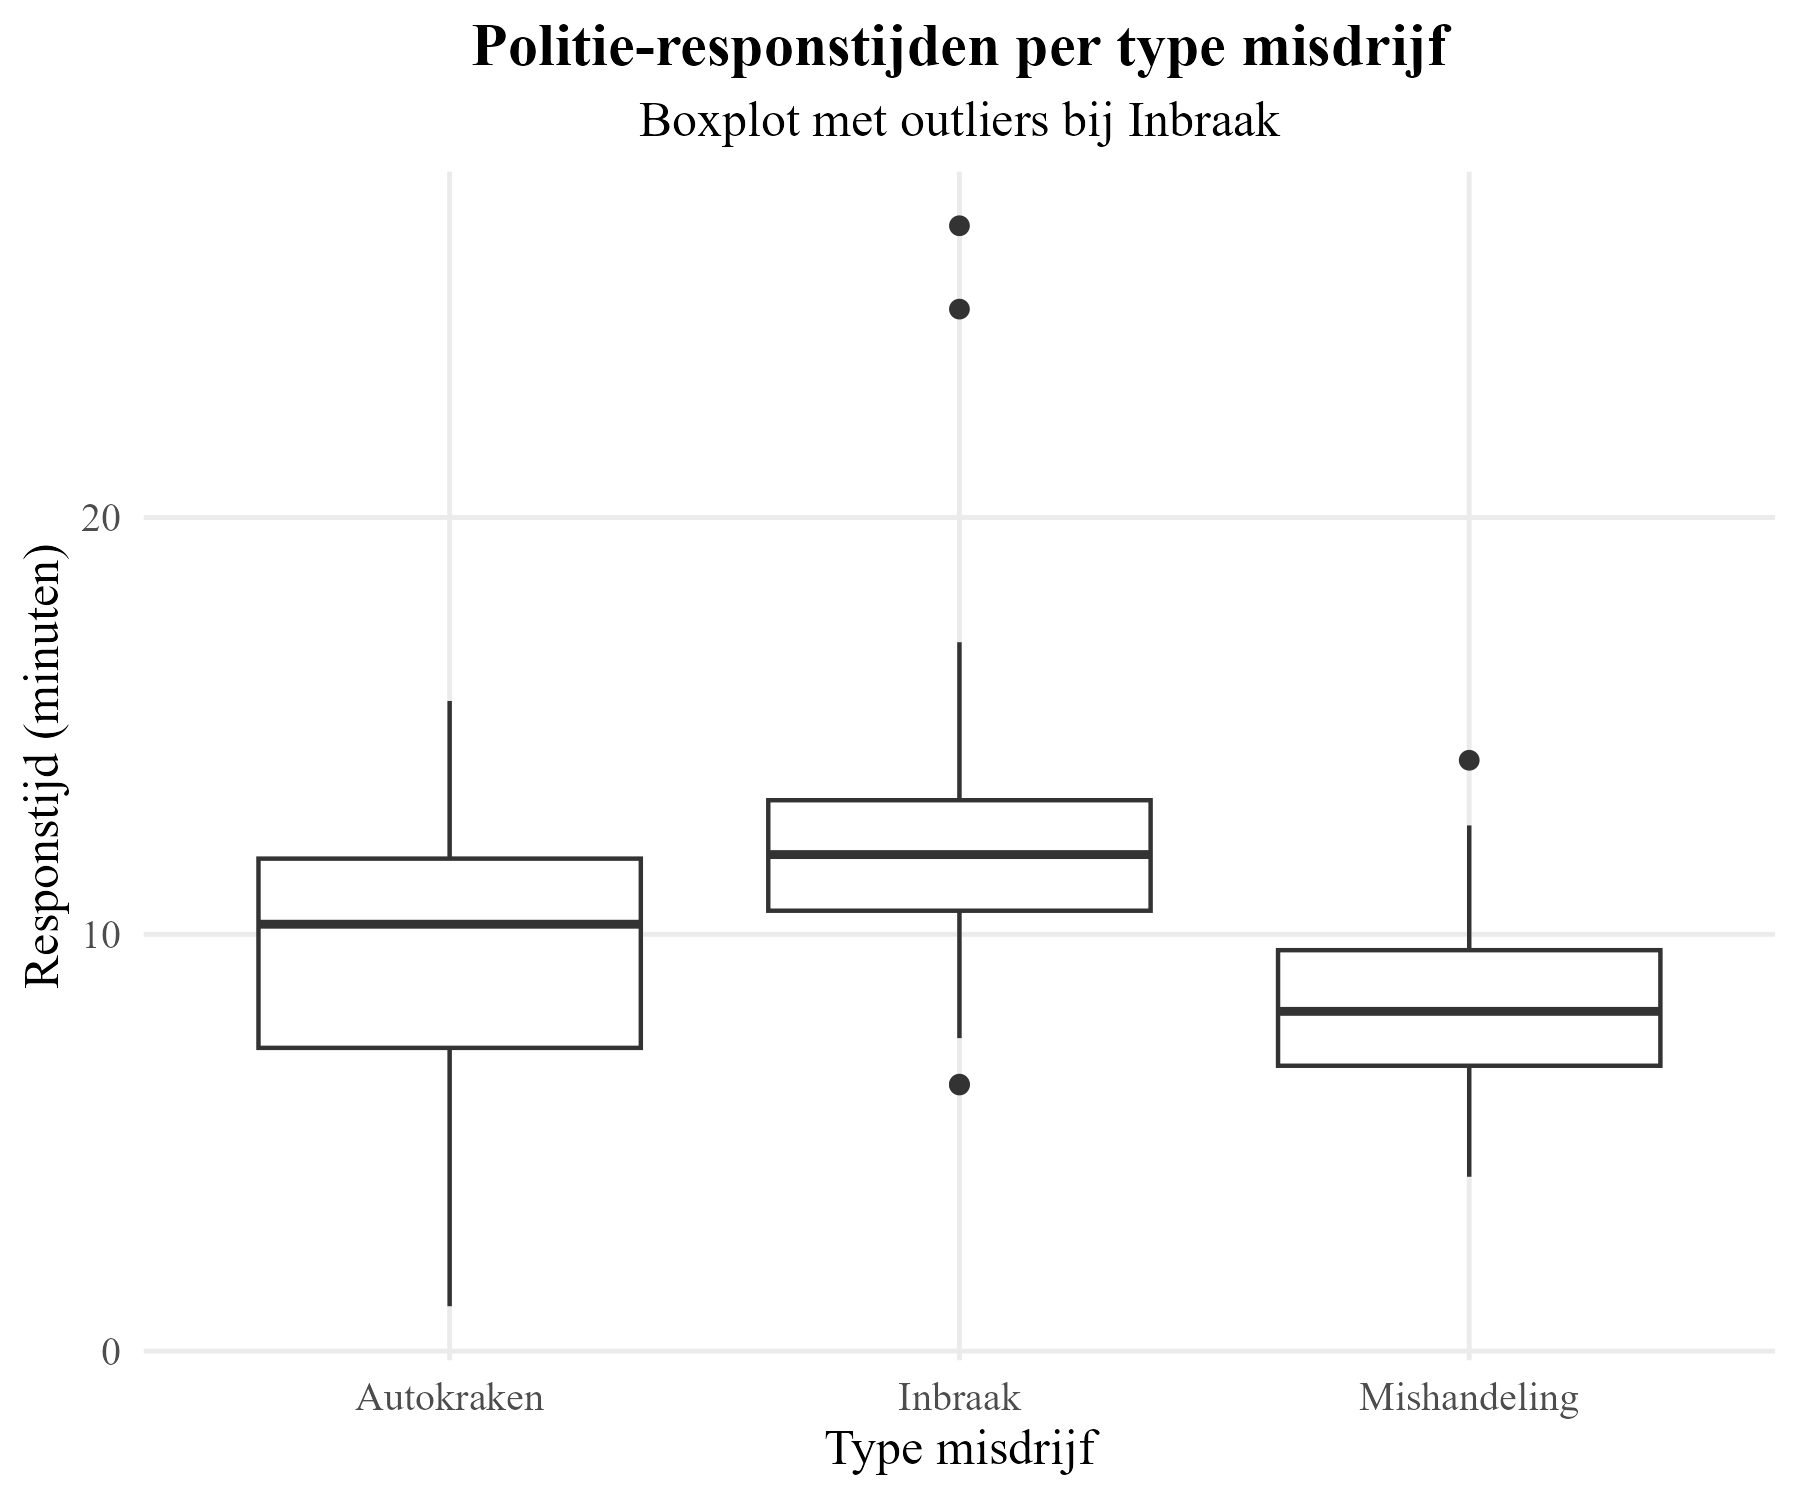 Politie-responstijden per type misdrijf
Boxplot met outliers bij Inbraak
Responstijd (minuten)
20
10
0
Autokraken Inbraak Mishandeling
Type misdrijf